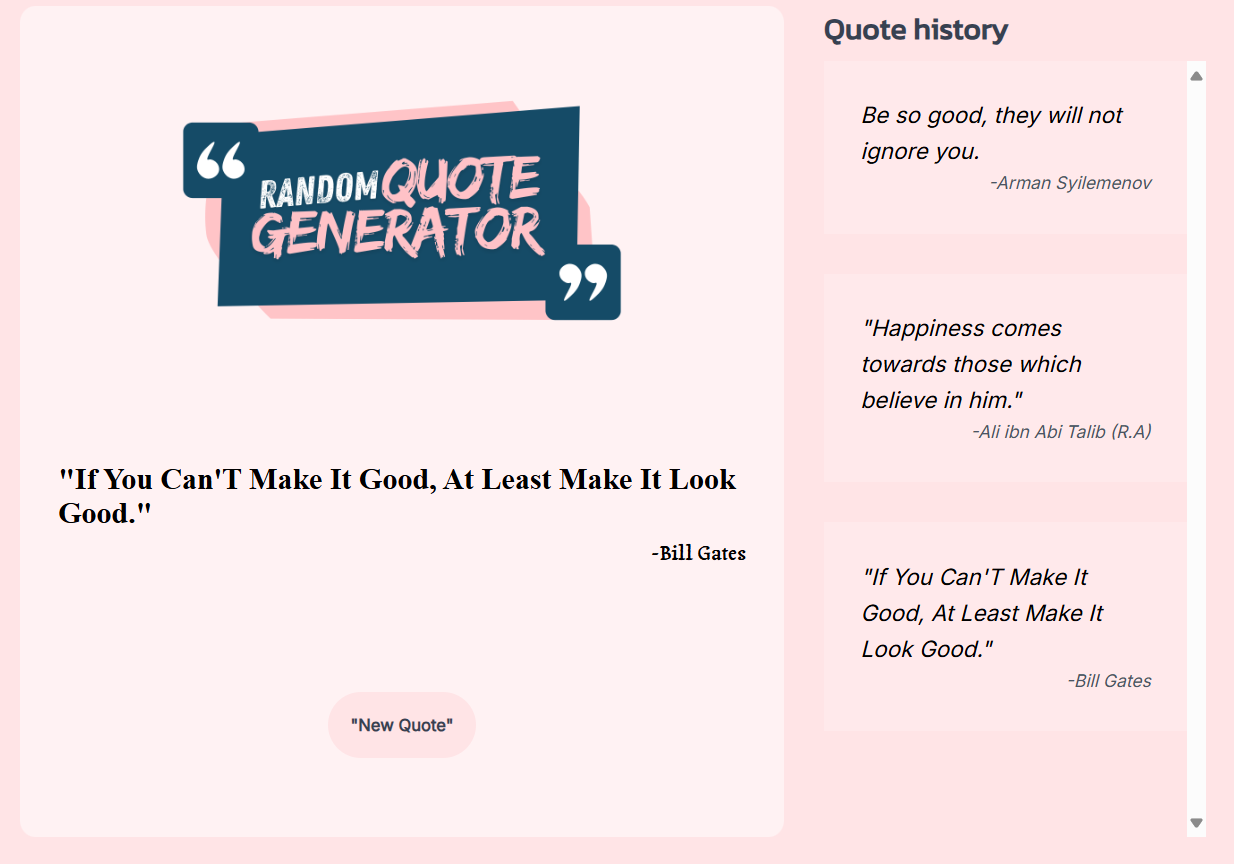 RANDOM QUOTE
GENERATOR
"If You Can'T Make It Good, At Least Make It Look
Good."
-Bill Gates
"New Quote"
Quote history
Be so good, they will not
ignore you.
-Arman Syilemenov
"Happiness comes
towards those which
believe in him."
-Ali ibn Abi Talib (R.A)
"If You Can'T Make It
Good, At Least Make It
Look Good."
-Bill Gates